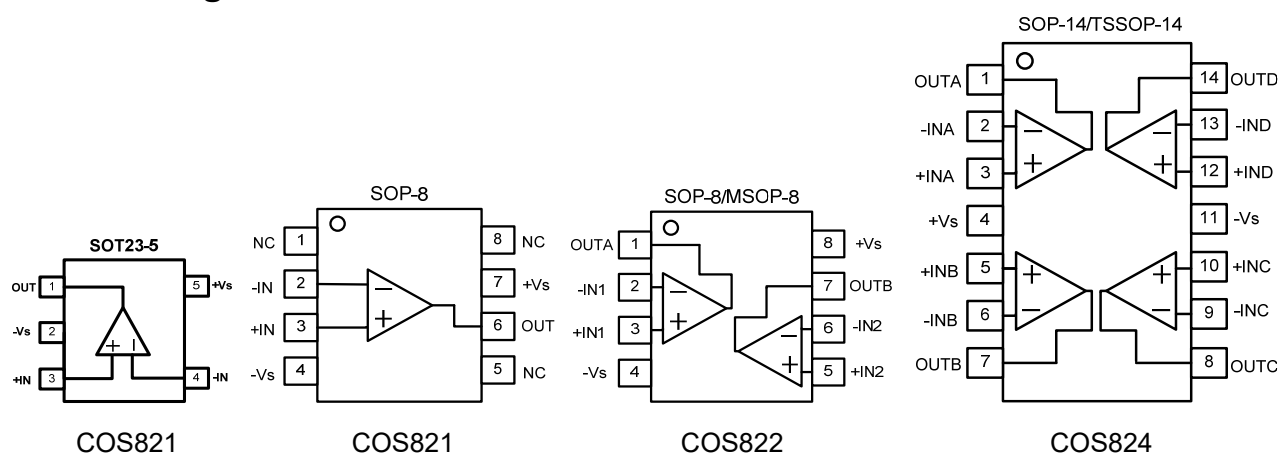 SOT23-5
OUT 1
5 +Vs
-Vs 2
+IN 3
4 -IN
+ −
COS821
SOP-8
NC 1
8 NC
-IN 2
7 +Vs
+IN 3
6 OUT
-Vs 4
5 NC
−
+
COS821
SOP-8/MSOP-8
OUTA 1
8 +Vs
-IN1 2
7 OUTB
+IN1 3
6 -IN2
-Vs 4
5 +IN2
−
+
−
+
COS822
SOP-14/TSSOP-14
OUTA 1
14 OUTD
-INA 2
13 -IND
+INA 3
12 +IND
+Vs 4
11 -Vs
+INB 5
10 +INC
-INB 6
9 -INC
OUTB 7
8 OUTC
− −
+ +
+ +
− −
COS824